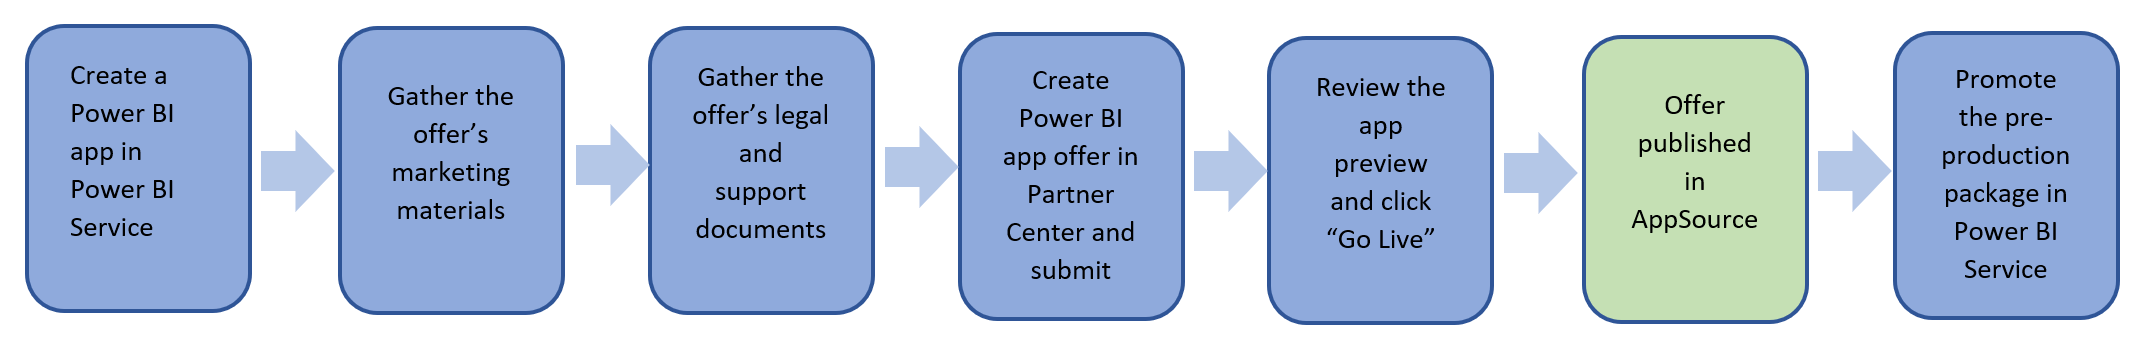 Create a
Power BI
app in
Power BI
Service
Gather the
offer’s
marketing
materials
Gather the
offer’s legal
and
support
documents
Create
Power BI
app offer in
Partner
Center and
submit
Review the
app
preview
and click
“Go Live”
Offer
published
in
AppSource
Promote
the pre-
production
package in
Power BI
Service